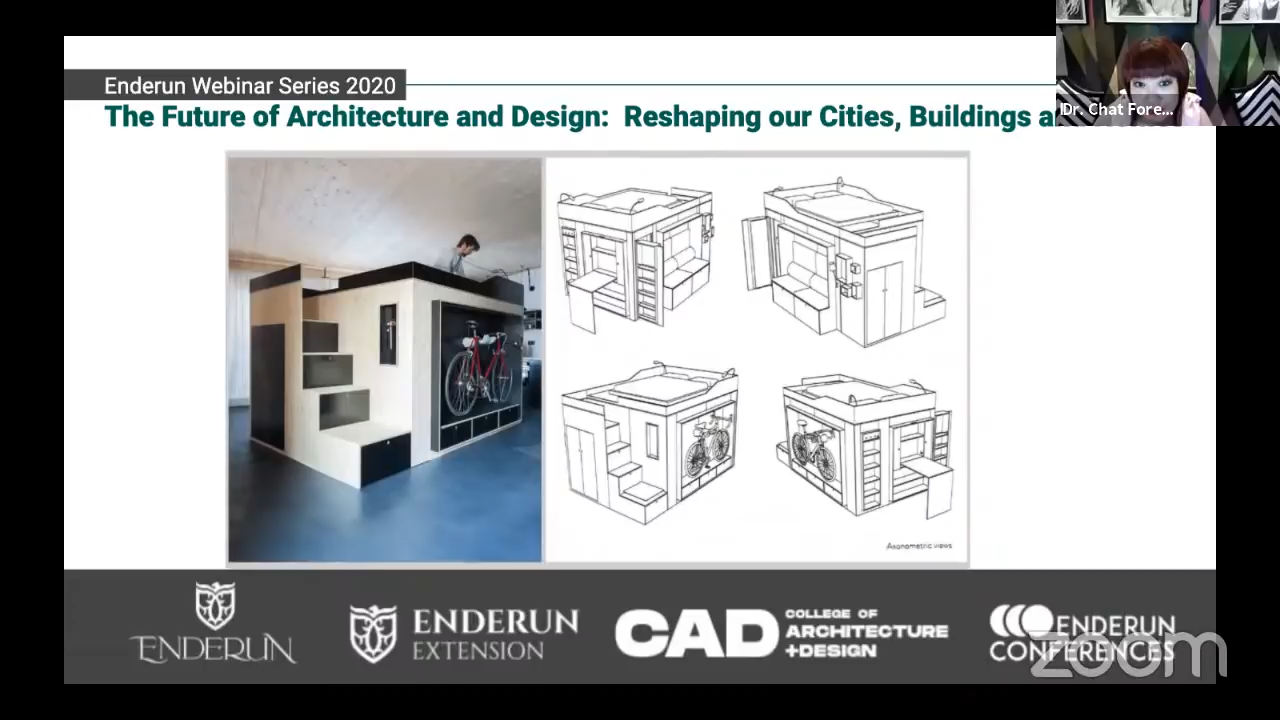 Enderun Webinar Series 2020
The Future of Architecture and Design: Reshaping our Cities, Buildings a
Dr. Chat Fore...
Axonometric views
ENDERUN
ENDERUN
EXTENSION
CAD
COLLEGE OF
ARCHITECTURE
+DESIGN
ENDERUN
CONFERENCES
zoom